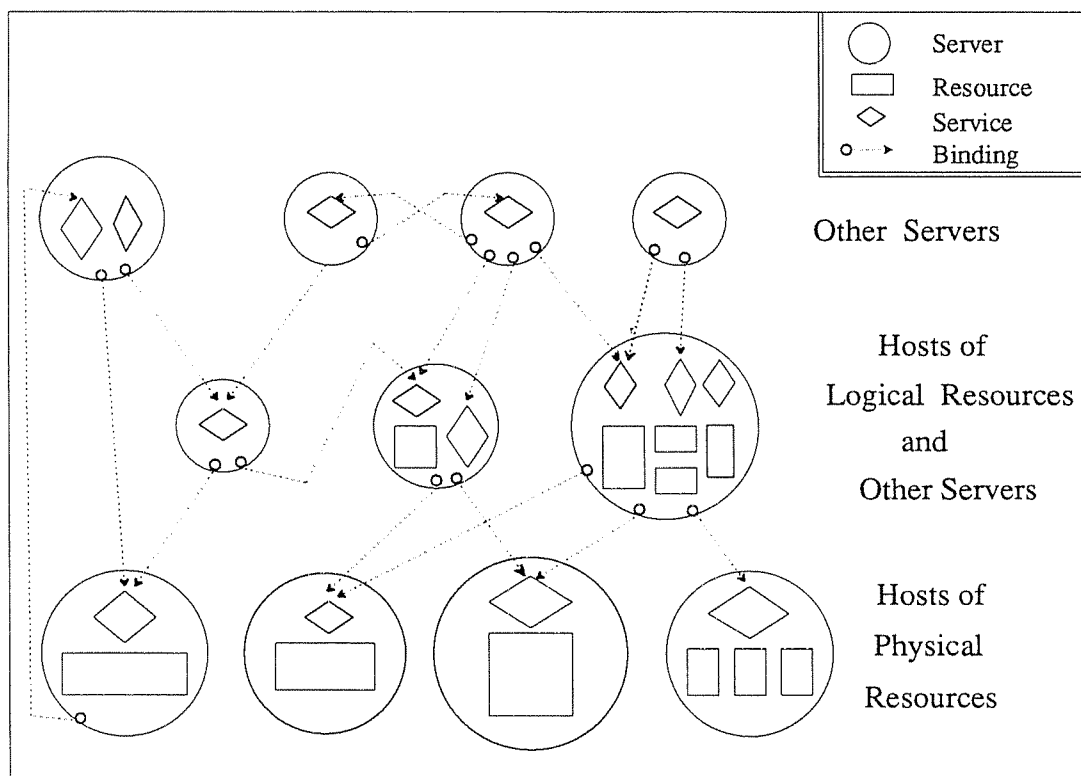 Server
Resource
Service
Binding
Other Servers
Hosts of
Logical Resources
and
Other Servers
Hosts of
Physical
Resources